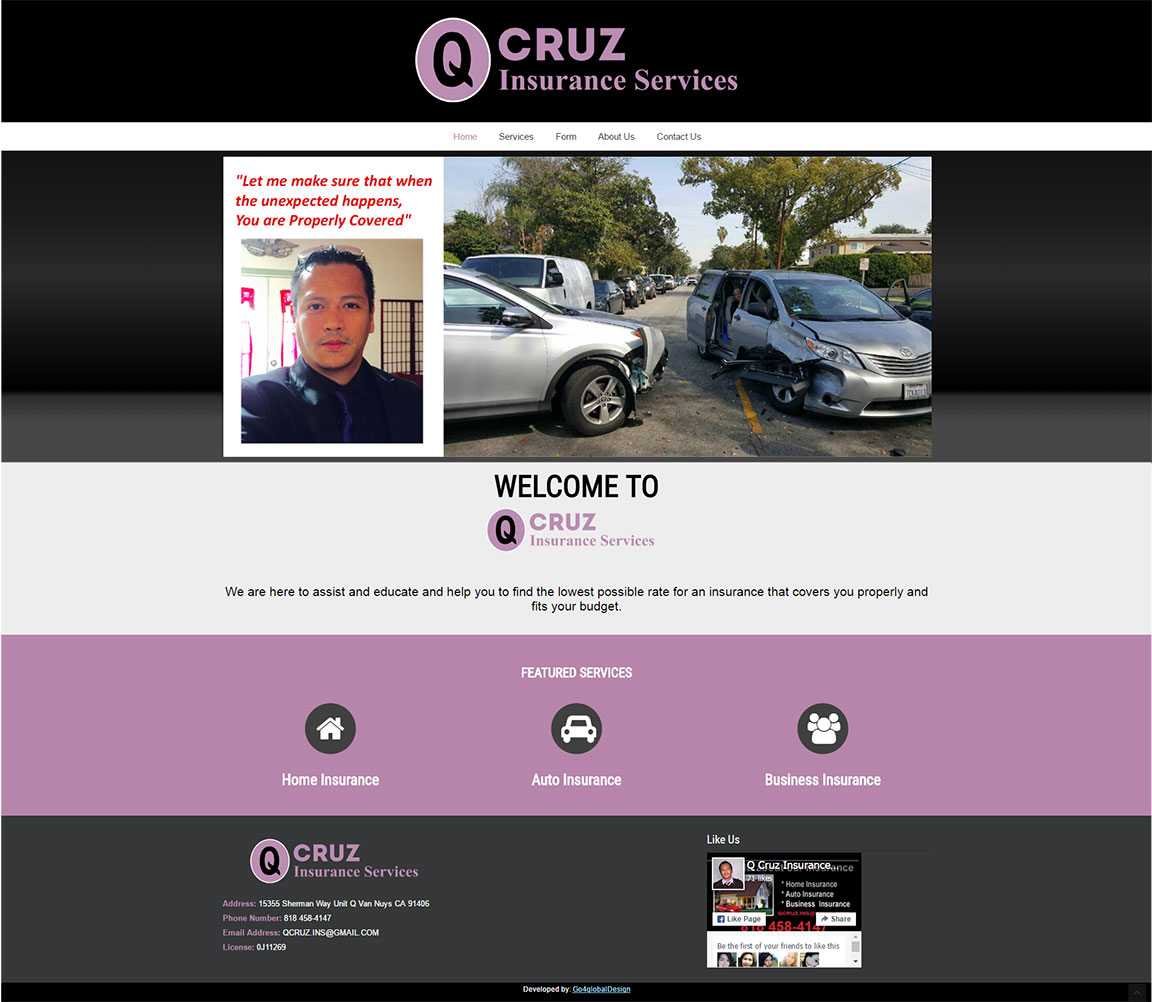 Q CRUZ
Insurance Services
Home Services Form About Us Contact Us
"Let me make sure that when
the unexpected happens,
You are Properly Covered"
WELCOME TO
Q CRUZ
Insurance Services
We are here to assist and educate and help you to find the lowest possible rate for an insurance that covers you properly and
fits your budget.
FEATURED SERVICES
Home Insurance Auto Insurance Business Insurance
Q CRUZ
Insurance Services
Address: 15355 Sherman Way Unit Q Van Nuys CA 91406
Phone Number: 818 458-4147
Email Address: QCRUZ.INS@GMAIL.COM
License: 0J11269
Like Us
Q Cruz Insurance...
71 likes
* Home Insurance
* Auto Insurance
* Business Insurance
QCRUZ.INS@
818 458-4147
Like Page Share
Be the first of your friends to like this
Developed by: Go4globalDesign